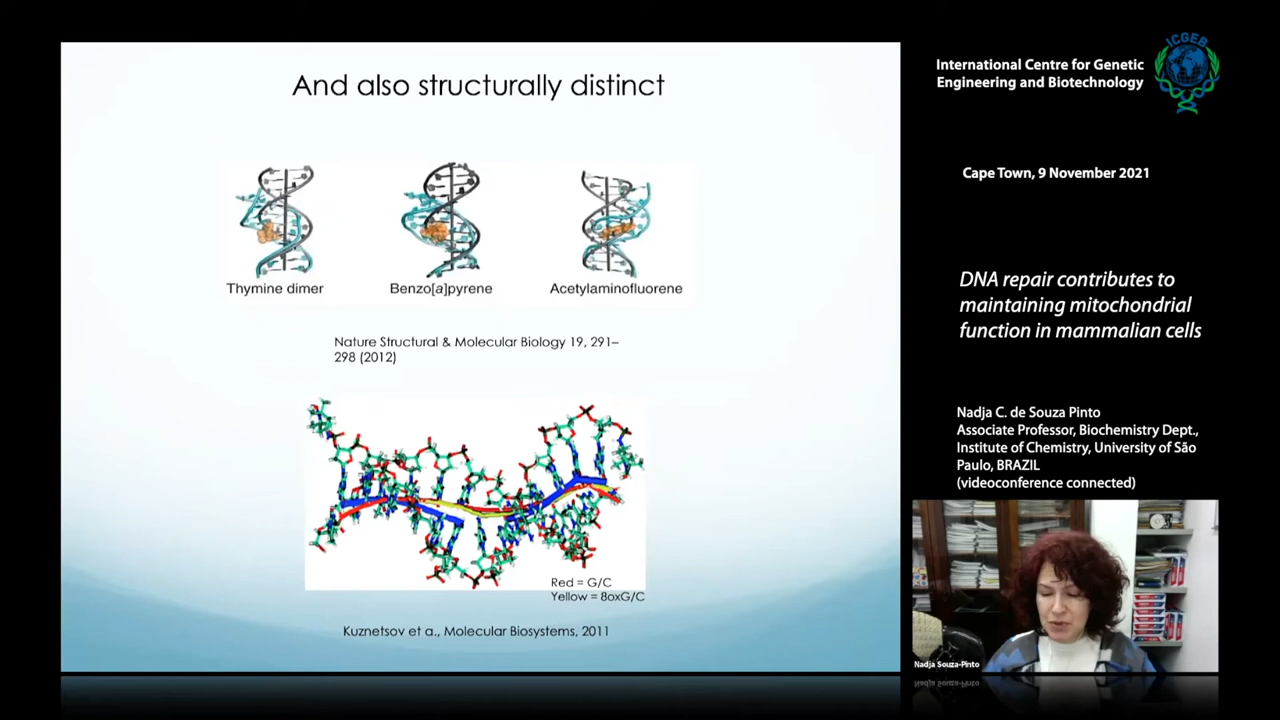 And also structurally distinct
Thymine dimer
Benzo[a]pyrene
Acetylaminofluorene
Nature Structural & Molecular Biology 19, 291–
298 (2012)
Red = G/C
Yellow = 8oxG/C
Kuznetsov et a., Molecular Biosystems, 2011
International Centre for Genetic
Engineering and Biotechnology
ICGEB
Cape Town, 9 November 2021
DNA repair contributes to
maintaining mitochondrial
function in mammalian cells
Nadja C. de Souza Pinto
Associate Professor, Biochemistry Dept.,
Institute of Chemistry, University of São
Paulo, BRAZIL
(videoconference connected)
Nadja Souza-Pinto